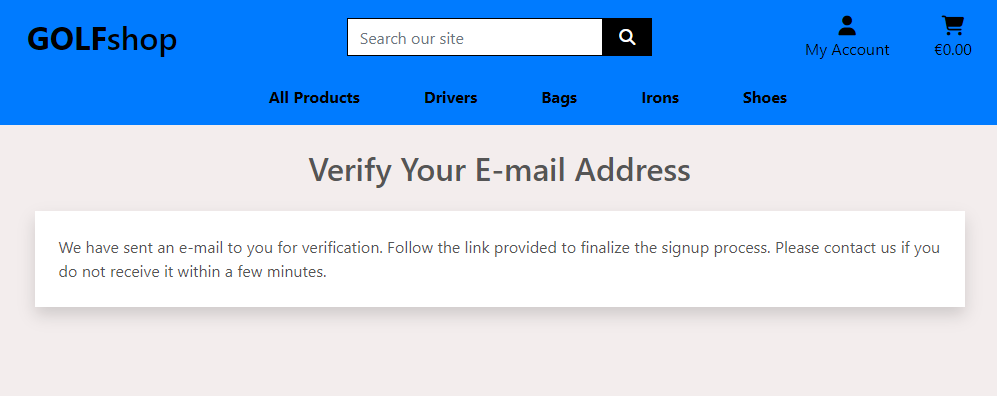 GOLFshop
Search our site
My Account
€0.00
All Products
Drivers
Bags
Irons
Shoes
Verify Your E-mail Address
We have sent an e-mail to you for verification. Follow the link provided to finalize the signup process. Please contact us if you
do not receive it within a few minutes.